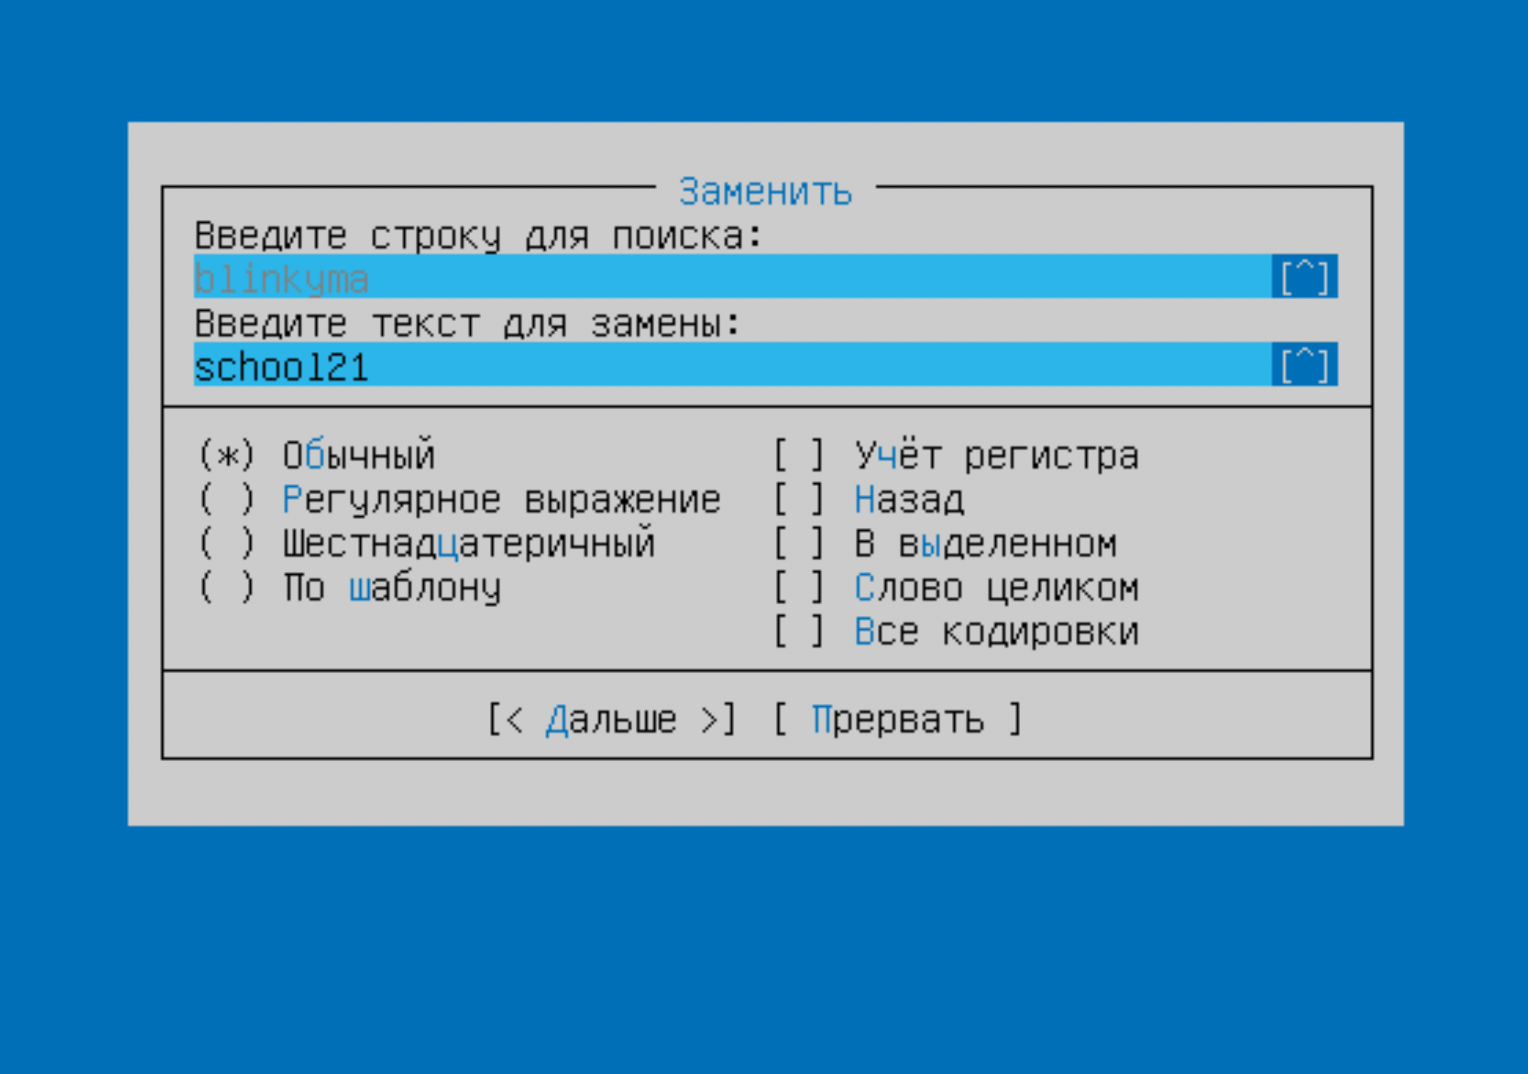 Заменить
Введите строку для поиска:
blinkyma [^]
Введите текст для замены:
school21 [^]
(*) Обычный [ ] Учёт регистра
( ) Регулярное выражение [ ] Назад
( ) Шестнадцатеричный [ ] В выделенном
( ) По шаблону [ ] Слово целиком
[ ] Все кодировки
[< Дальше >] [ Прервать ]